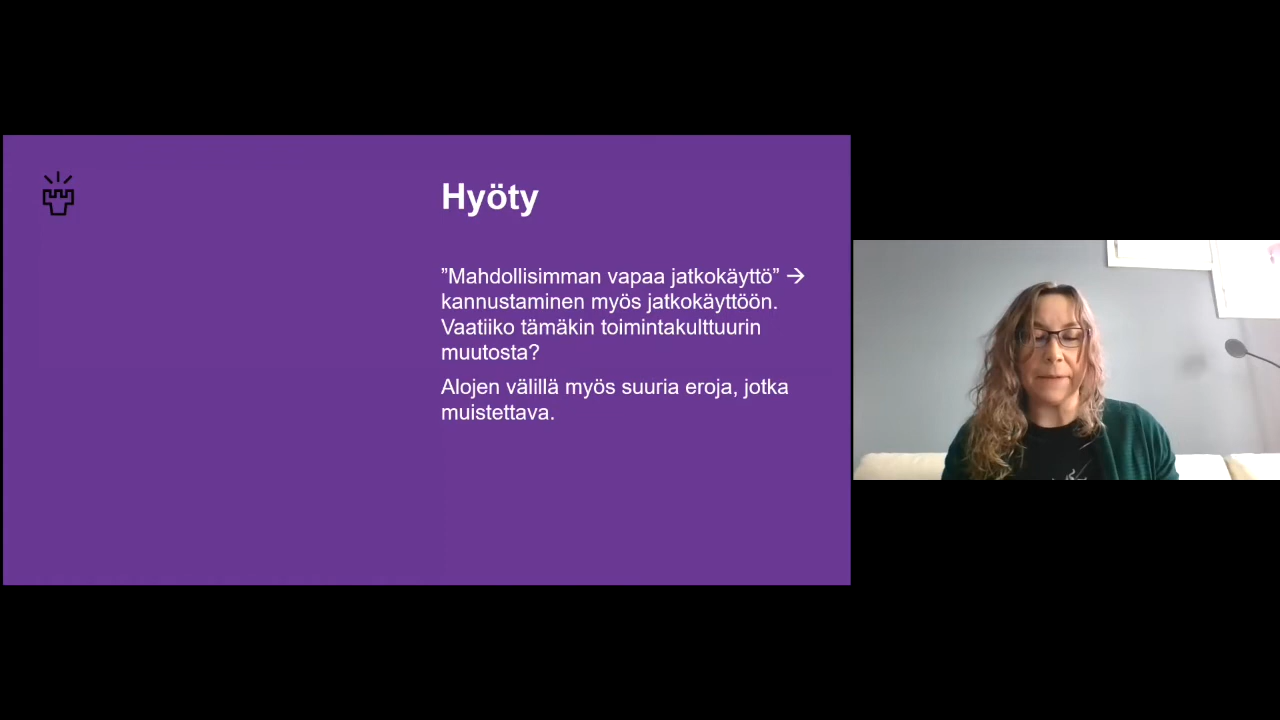 Hyöty
”Mahdollisimman vapaa jatkokäyttö” →
kannustaminen myös jatkokäyttöön.
Vaatiiko tämäkin toimintakulttuurin
muutosta?
Alojen välillä myös suuria eroja, jotka
muistettava.